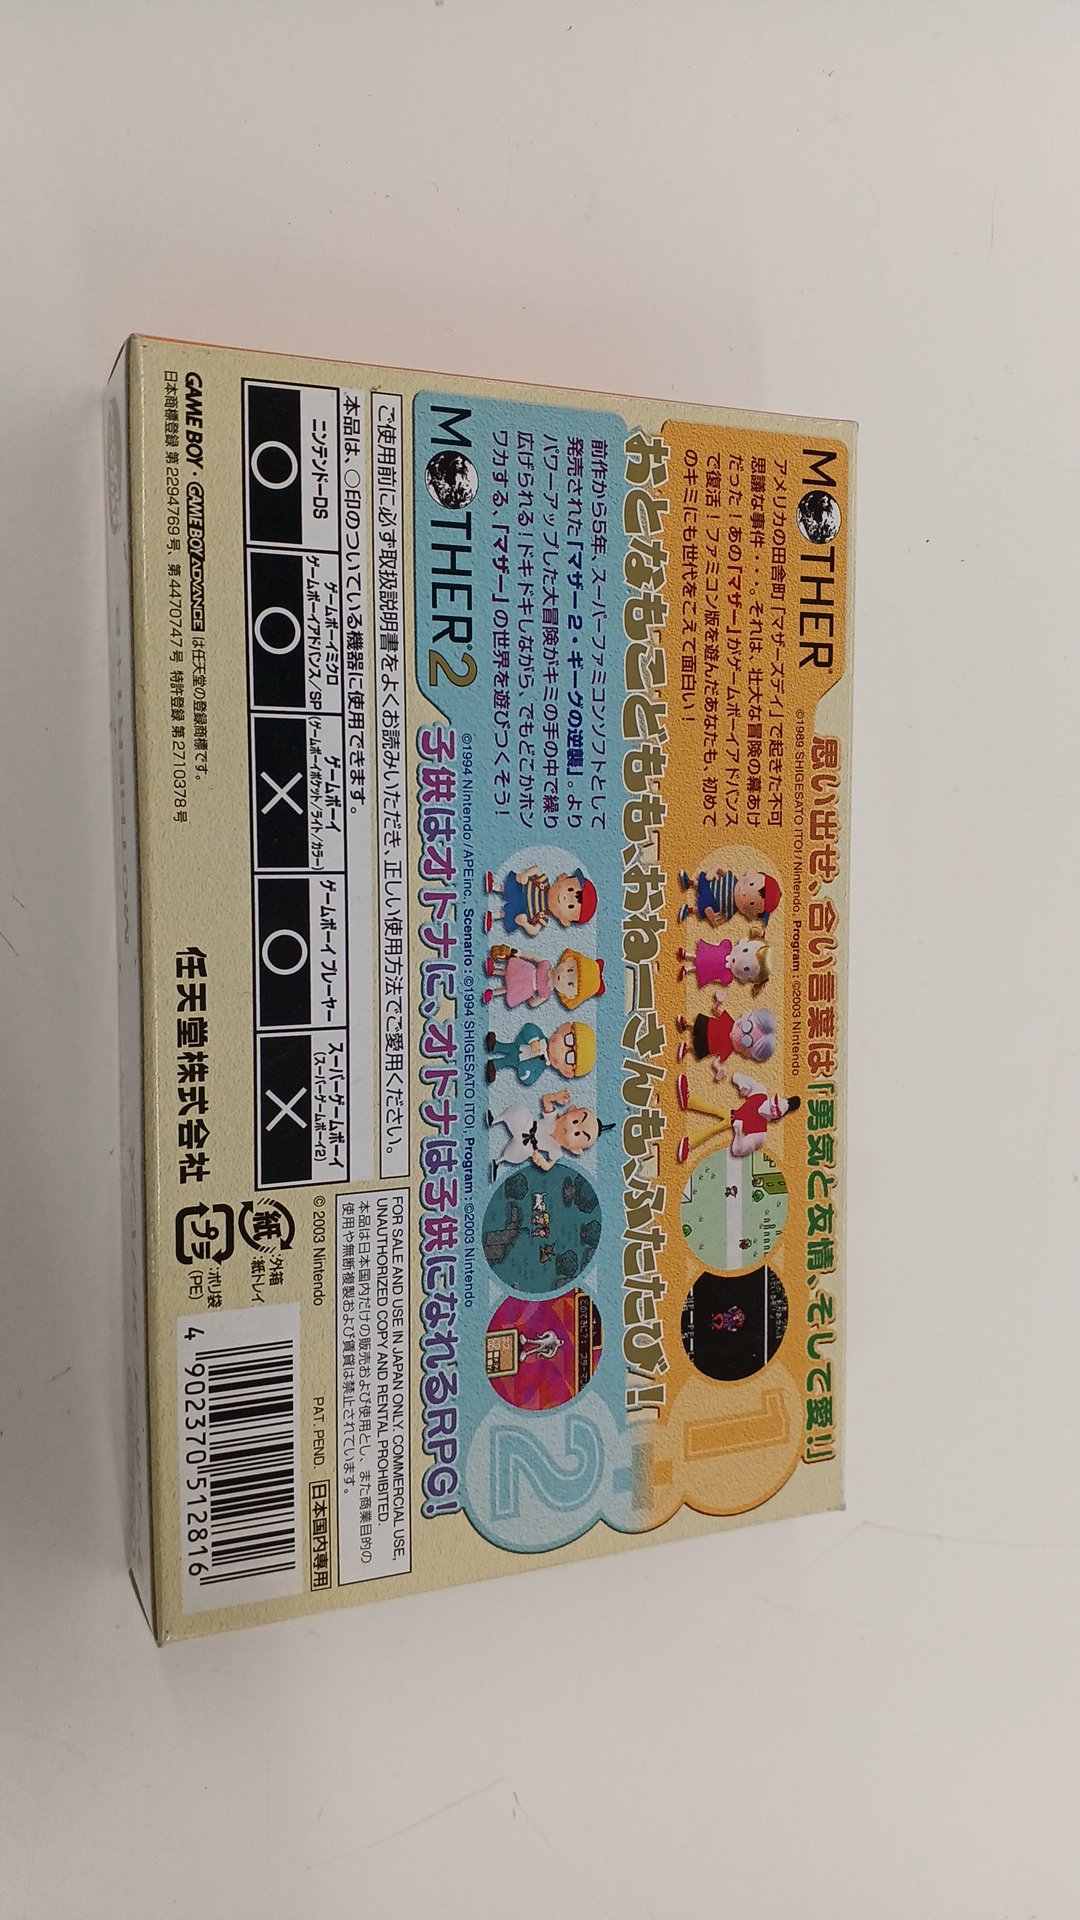 思い出せ、合い言葉は「勇気と友情、そして愛!」
MOTHER
©1989 SHIGESATO ITOI/Nintendo, Program:©2003 Nintendo
アメリカの田舎町「マザーズデイ」で起きた不可
思議な事件・・・。それは、壮大な冒険の幕あけ
だった!あの「マザー」がゲームボーイアドバンス
で復活!ファミコン版を遊んだあなたも、初めて
のキミにも世代をこえて面白い!
1
おとなもこどもも、おねーさんもふたたび!
前作から5年、スーパーファミコンソフトとして
発売された「マザー2・ギーグの逆襲」。より
パワーアップした大冒険がキミの手の中で繰り
広げられる!ドキドキしながら、でもどこかホン
ワカする、「マザー」の世界を遊びつくそう!
2
MOTHER2
©1994 Nintendo/APE inc., Scenario:©1994 SHIGESATO ITOI, Program:©2003 Nintendo
子供はオトナに、オトナは子供になれるRPG!
ご使用前に必ず取扱説明書をよくお読みいただき、正しい使用方法でご愛用ください。
本品は、○印のついている機器に使用できます。
ニンテンドーDS
ゲームボーイミクロ
ゲームボーイアドバンス/SP
ゲームボーイ
(ゲームボーイポケット/ライト/カラー)
ゲームボーイ プレーヤー
スーパーゲームボーイ
(スーパーゲームボーイ2)
○ ○ × ○ ×
FOR SALE AND USE IN JAPAN ONLY. COMMERCIAL USE,
UNAUTHORIZED COPY AND RENTAL PROHIBITED.
本品は日本国内だけの販売および使用とし、また商業目的の
使用や無断複製および賃貸は禁止されています。
© 2003 Nintendo
PAT. PEND.
日本国内専用
GAME BOY・GAME BOY ADVANCE は任天堂の登録商標です。
日本商標登録 第2294769号、第4470747号 特許登録 第2710378号
任天堂株式会社
紙
:外箱
:紙トレイ
プラ
:ポリ袋
(PE)
4 902370 512816